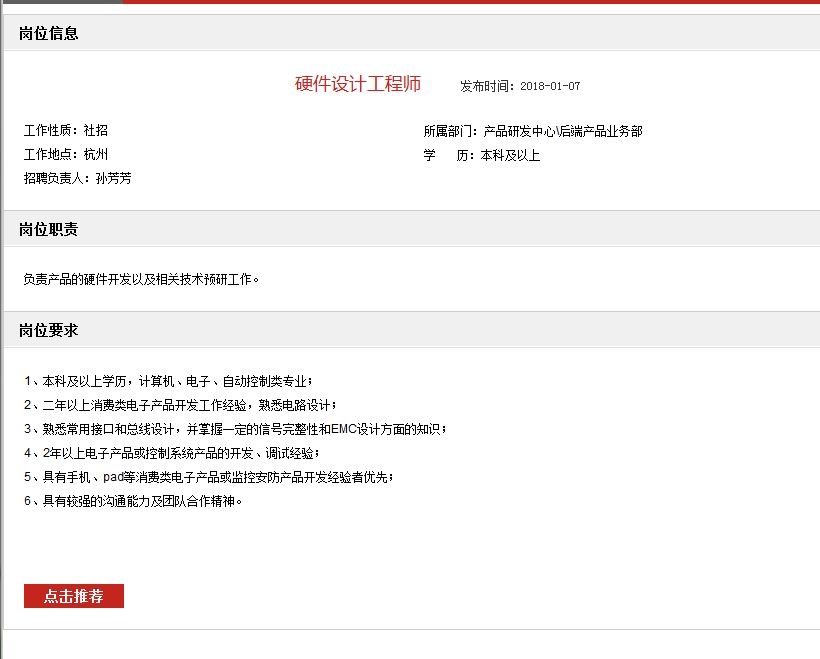 岗位信息
硬件设计工程师 发布时间：2018-01-07
工作性质：社招 所属部门：产品研发中心\后端产品业务部
工作地点：杭州 学 历：本科及以上
招聘负责人：孙芳芳
岗位职责
负责产品的硬件开发以及相关技术预研工作。
岗位要求
1、本科及以上学历，计算机、电子、自动控制类专业；
2、二年以上消费类电子产品开发工作经验，熟悉电路设计；
3、熟悉常用接口和总线设计，并掌握一定的信号完整性和EMC设计方面的知识；
4、2年以上电子产品或控制系统产品的开发、调试经验；
5、具有手机、pad等消费类电子产品或监控安防产品开发经验者优先；
6、具有较强的沟通能力及团队合作精神。
点击推荐